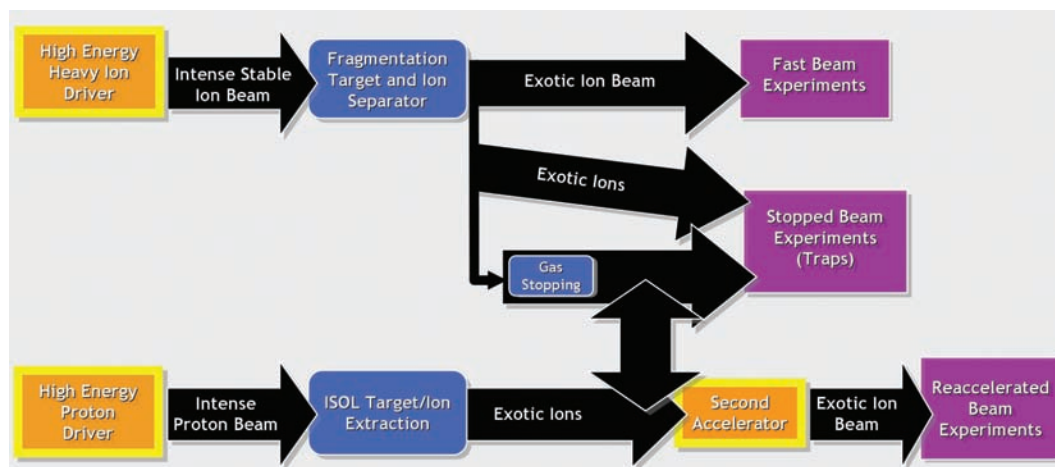 High Energy
Heavy Ion
Driver
Intense Stable
Ion Beam
Fragmentation
Target and Ion
Separator
Exotic Ion Beam
Fast Beam
Experiments
Exotic Ions
Stopped Beam
Experiments
(Traps)
Gas
Stopping
High Energy
Proton
Driver
Intense
Proton Beam
ISOL Target/Ion
Extraction
Exotic Ions
Second
Accelerator
Exotic Ion
Beam
Reaccelerated
Beam
Experiments